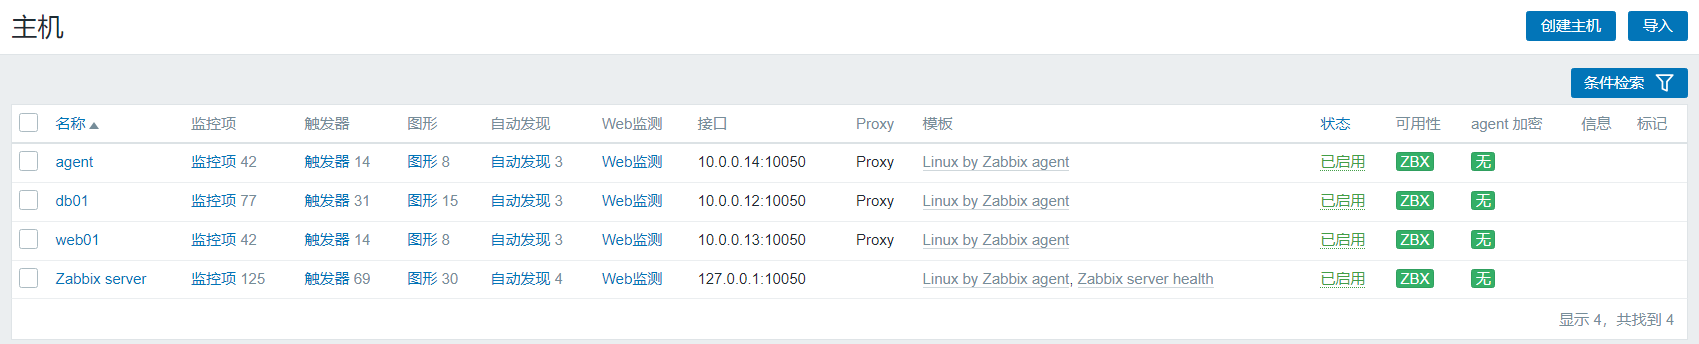 主机 创建主机 导入
条件检索
名称 监控项 触发器 图形 自动发现 Web监测 接口 Proxy 模板 状态 可用性 agent 加密 信息 标记
agent 监控项 42 触发器 14 图形 8 自动发现 3 Web监测 10.0.0.14:10050 Proxy Linux by Zabbix agent 已启用 ZBX 无
db01 监控项 77 触发器 31 图形 15 自动发现 3 Web监测 10.0.0.12:10050 Proxy Linux by Zabbix agent 已启用 ZBX 无
web01 监控项 42 触发器 14 图形 8 自动发现 3 Web监测 10.0.0.13:10050 Proxy Linux by Zabbix agent 已启用 ZBX 无
Zabbix server 监控项 125 触发器 69 图形 30 自动发现 4 Web监测 127.0.0.1:10050 Linux by Zabbix agent, Zabbix server health 已启用 ZBX 无
显示 4，共找到 4